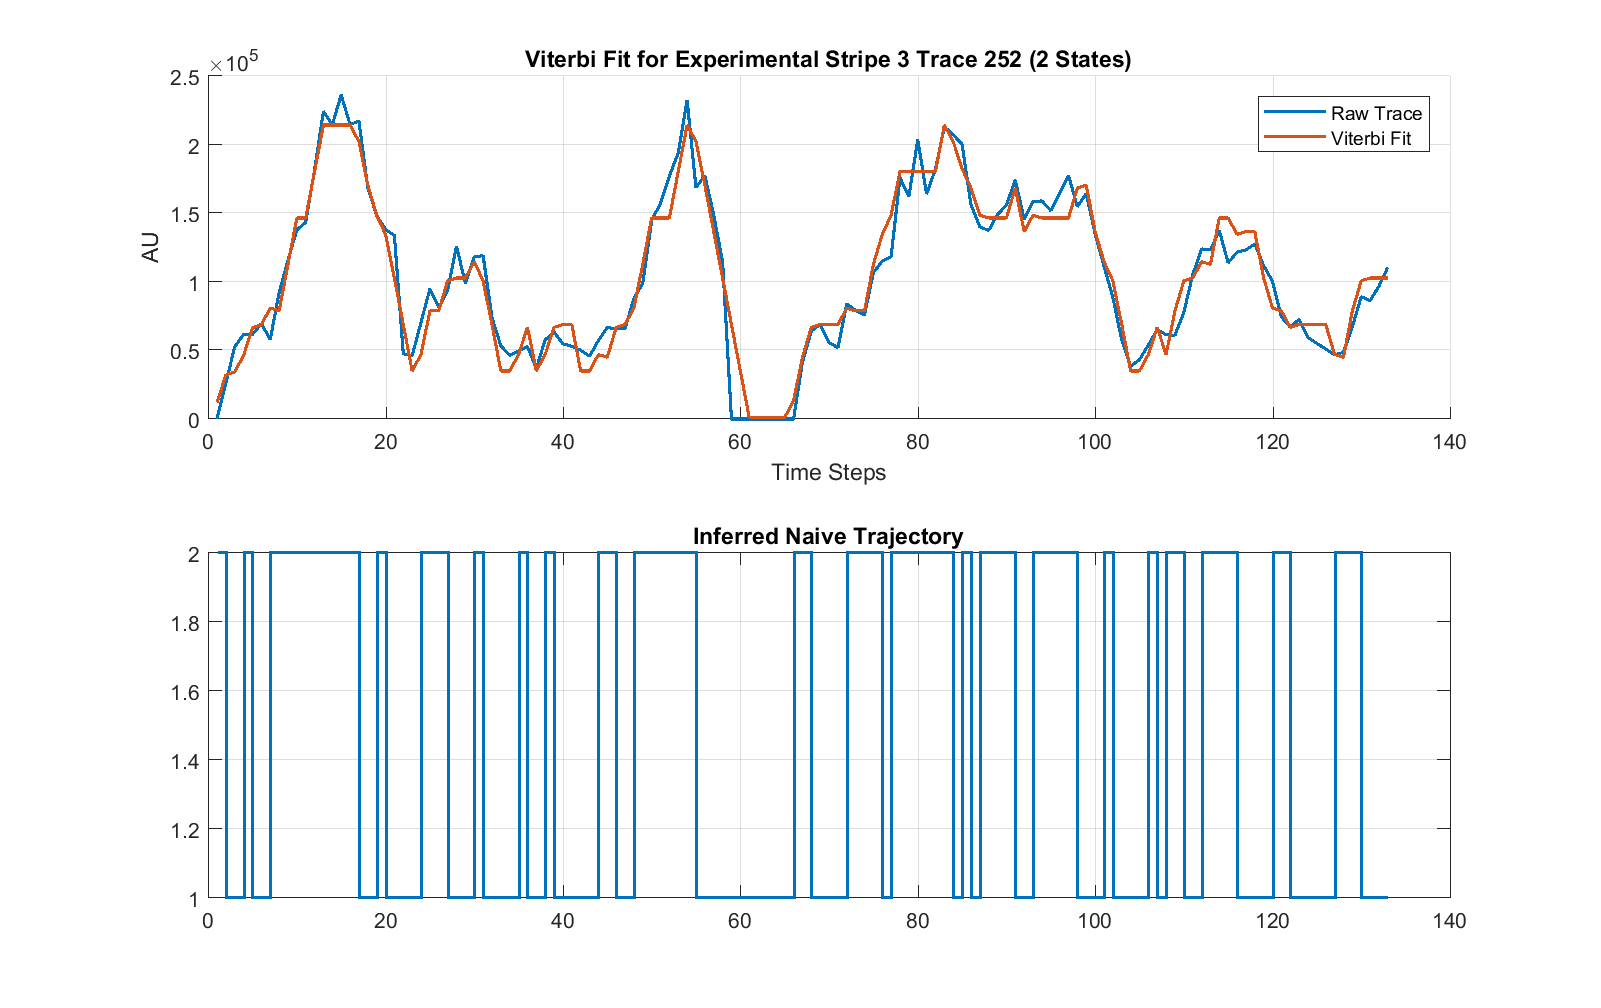 Viterbi Fit for Experimental Stripe 3 Trace 252 (2 States)
×10⁵
2.5
2
1.5
1
0.5
0
AU
Raw Trace
Viterbi Fit
0 20 40 60 80 100 120 140
Time Steps
Inferred Naive Trajectory
2
1.8
1.6
1.4
1.2
1
0 20 40 60 80 100 120 140